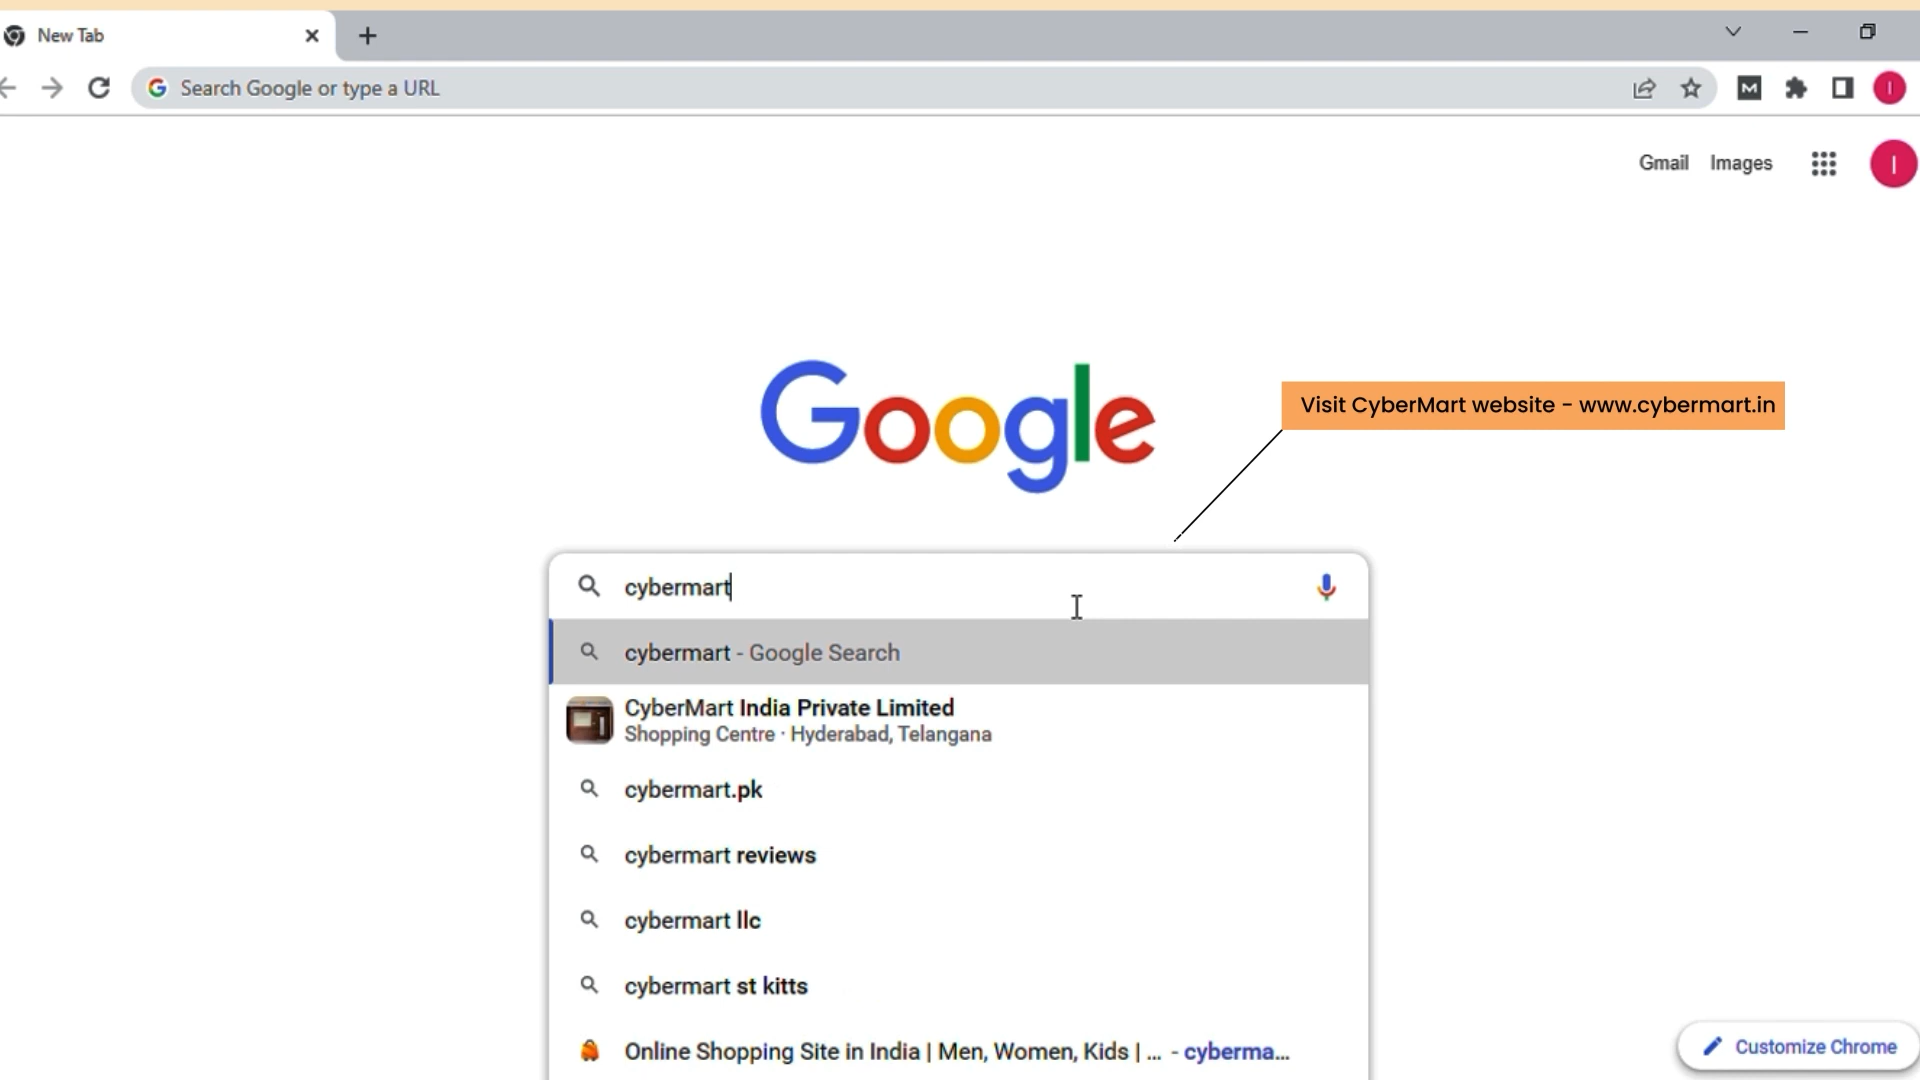 New Tab
Search Google or type a URL
Gmail Images
Google
Visit CyberMart website - www.cybermart.in
cybermart
cybermart - Google Search
CyberMart India Private Limited
Shopping Centre · Hyderabad, Telangana
cybermart.pk
cybermart reviews
cybermart llc
cybermart st kitts
Online Shopping Site in India | Men, Women, Kids | ... - cyberma...
Customize Chrome